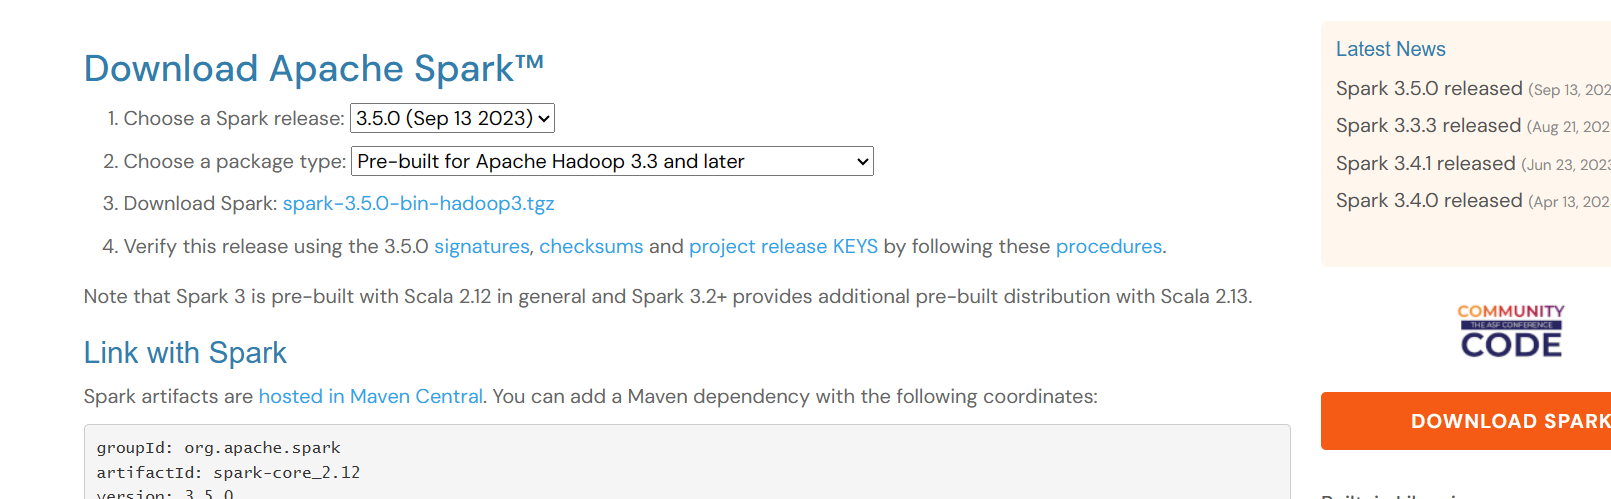 Download Apache Spark™
1. Choose a Spark release: 3.5.0 (Sep 13 2023)
2. Choose a package type: Pre-built for Apache Hadoop 3.3 and later
3. Download Spark: spark-3.5.0-bin-hadoop3.tgz
4. Verify this release using the 3.5.0 signatures, checksums and project release KEYS by following these procedures.
Note that Spark 3 is pre-built with Scala 2.12 in general and Spark 3.2+ provides additional pre-built distribution with Scala 2.13.
Link with Spark
Spark artifacts are hosted in Maven Central. You can add a Maven dependency with the following coordinates:
groupId: org.apache.spark
artifactId: spark-core_2.12
version: 3.5.0
Latest News
Spark 3.5.0 released (Sep 13, 202
Spark 3.3.3 released (Aug 21, 202
Spark 3.4.1 released (Jun 23, 2023
Spark 3.4.0 released (Apr 13, 202
COMMUNITY
THE ASF CONFERENCE
CODE
DOWNLOAD SPARK